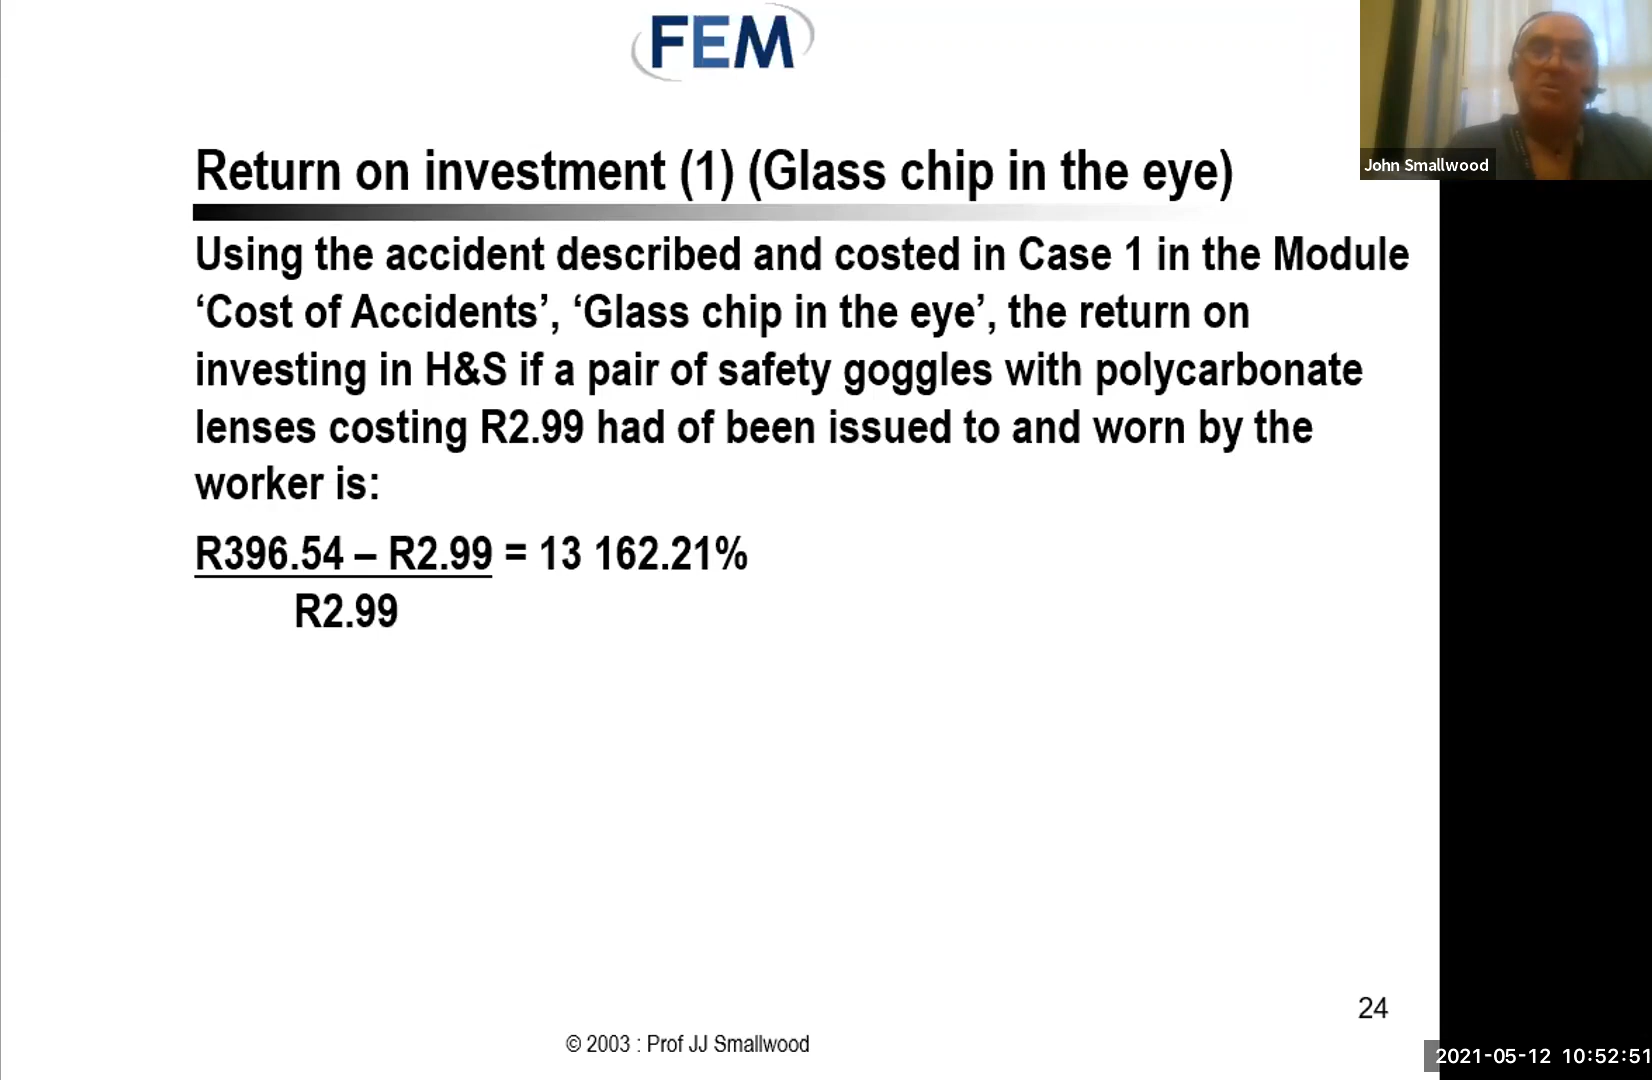 FEM
John Smallwood
Return on investment (1) (Glass chip in the eye)
Using the accident described and costed in Case 1 in the Module
‘Cost of Accidents’, ‘Glass chip in the eye’, the return on
investing in H&S if a pair of safety goggles with polycarbonate
lenses costing R2.99 had of been issued to and worn by the
worker is:
R396.54 – R2.99 = 13 162.21%
R2.99
24
© 2003 : Prof JJ Smallwood
2021-05-12 10:52:51